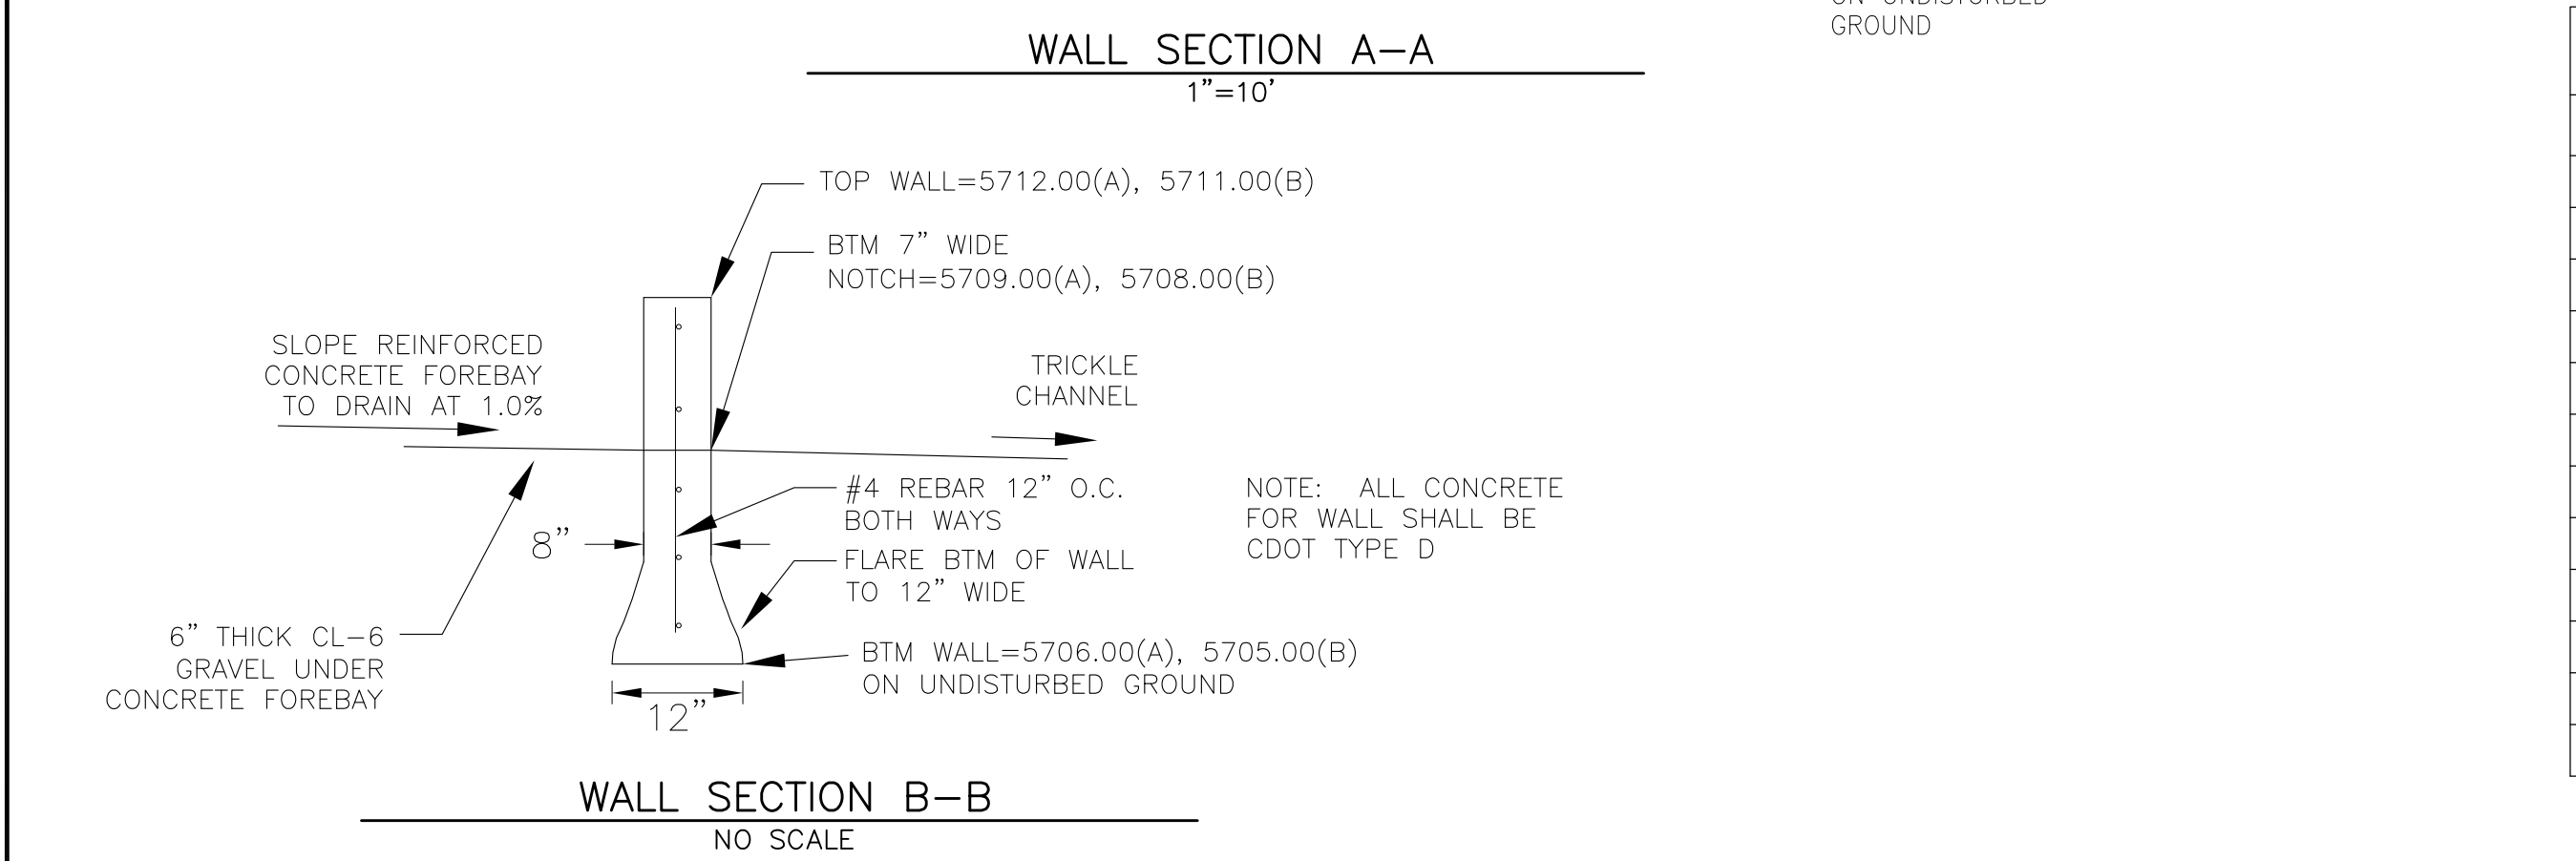 ON UNDISTURBED
GROUND
WALL SECTION A-A
1"=10'
TOP WALL=5712.00(A), 5711.00(B)
BTM 7" WIDE
NOTCH=5709.00(A), 5708.00(B)
SLOPE REINFORCED
CONCRETE FOREBAY
TO DRAIN AT 1.0%
TRICKLE
CHANNEL
#4 REBAR 12" O.C.
BOTH WAYS
NOTE: ALL CONCRETE
FOR WALL SHALL BE
CDOT TYPE D
8"
FLARE BTM OF WALL
TO 12" WIDE
6" THICK CL-6
GRAVEL UNDER
CONCRETE FOREBAY
BTM WALL=5706.00(A), 5705.00(B)
ON UNDISTURBED GROUND
12"
WALL SECTION B-B
NO SCALE